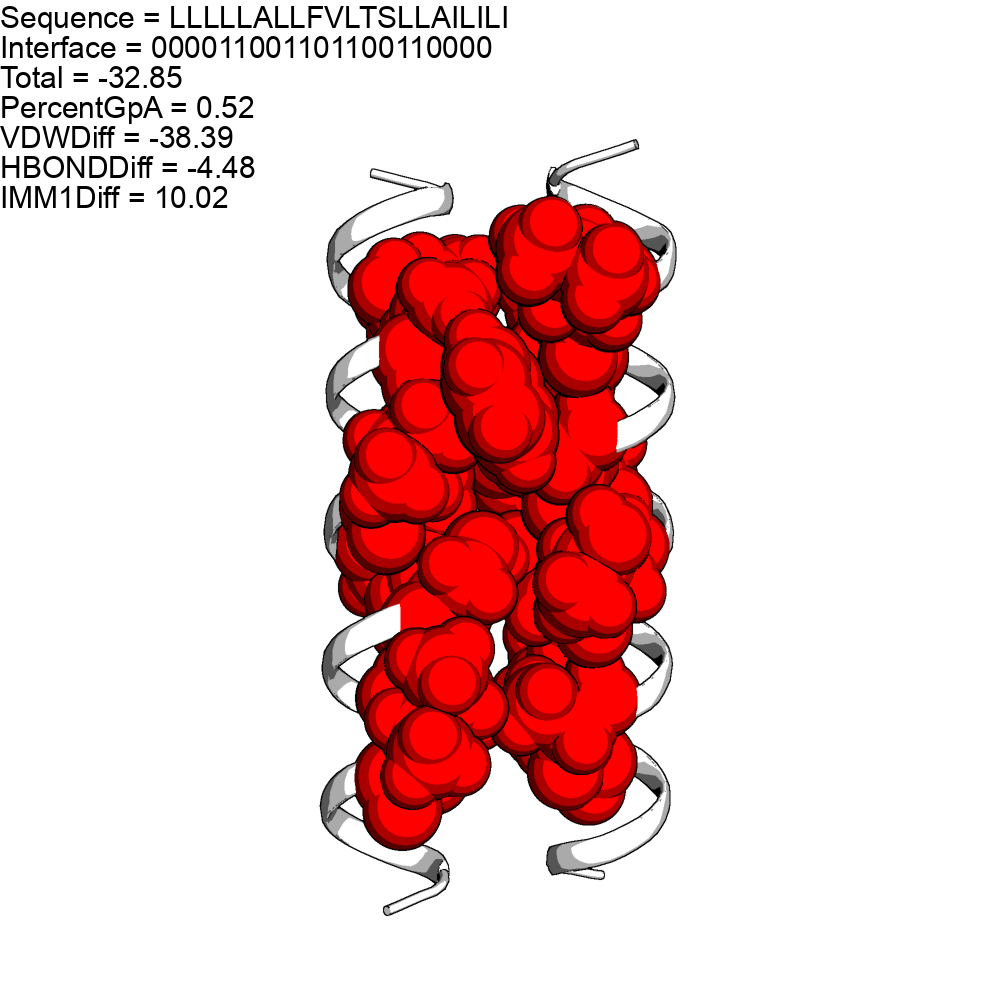 Sequence = LLLLLALLFVLTSLLAILILI
Interface = 000011001101100110000
Total = -32.85
PercentGpA = 0.52
VDWDiff = -38.39
HBONDDiff = -4.48
IMM1Diff = 10.02